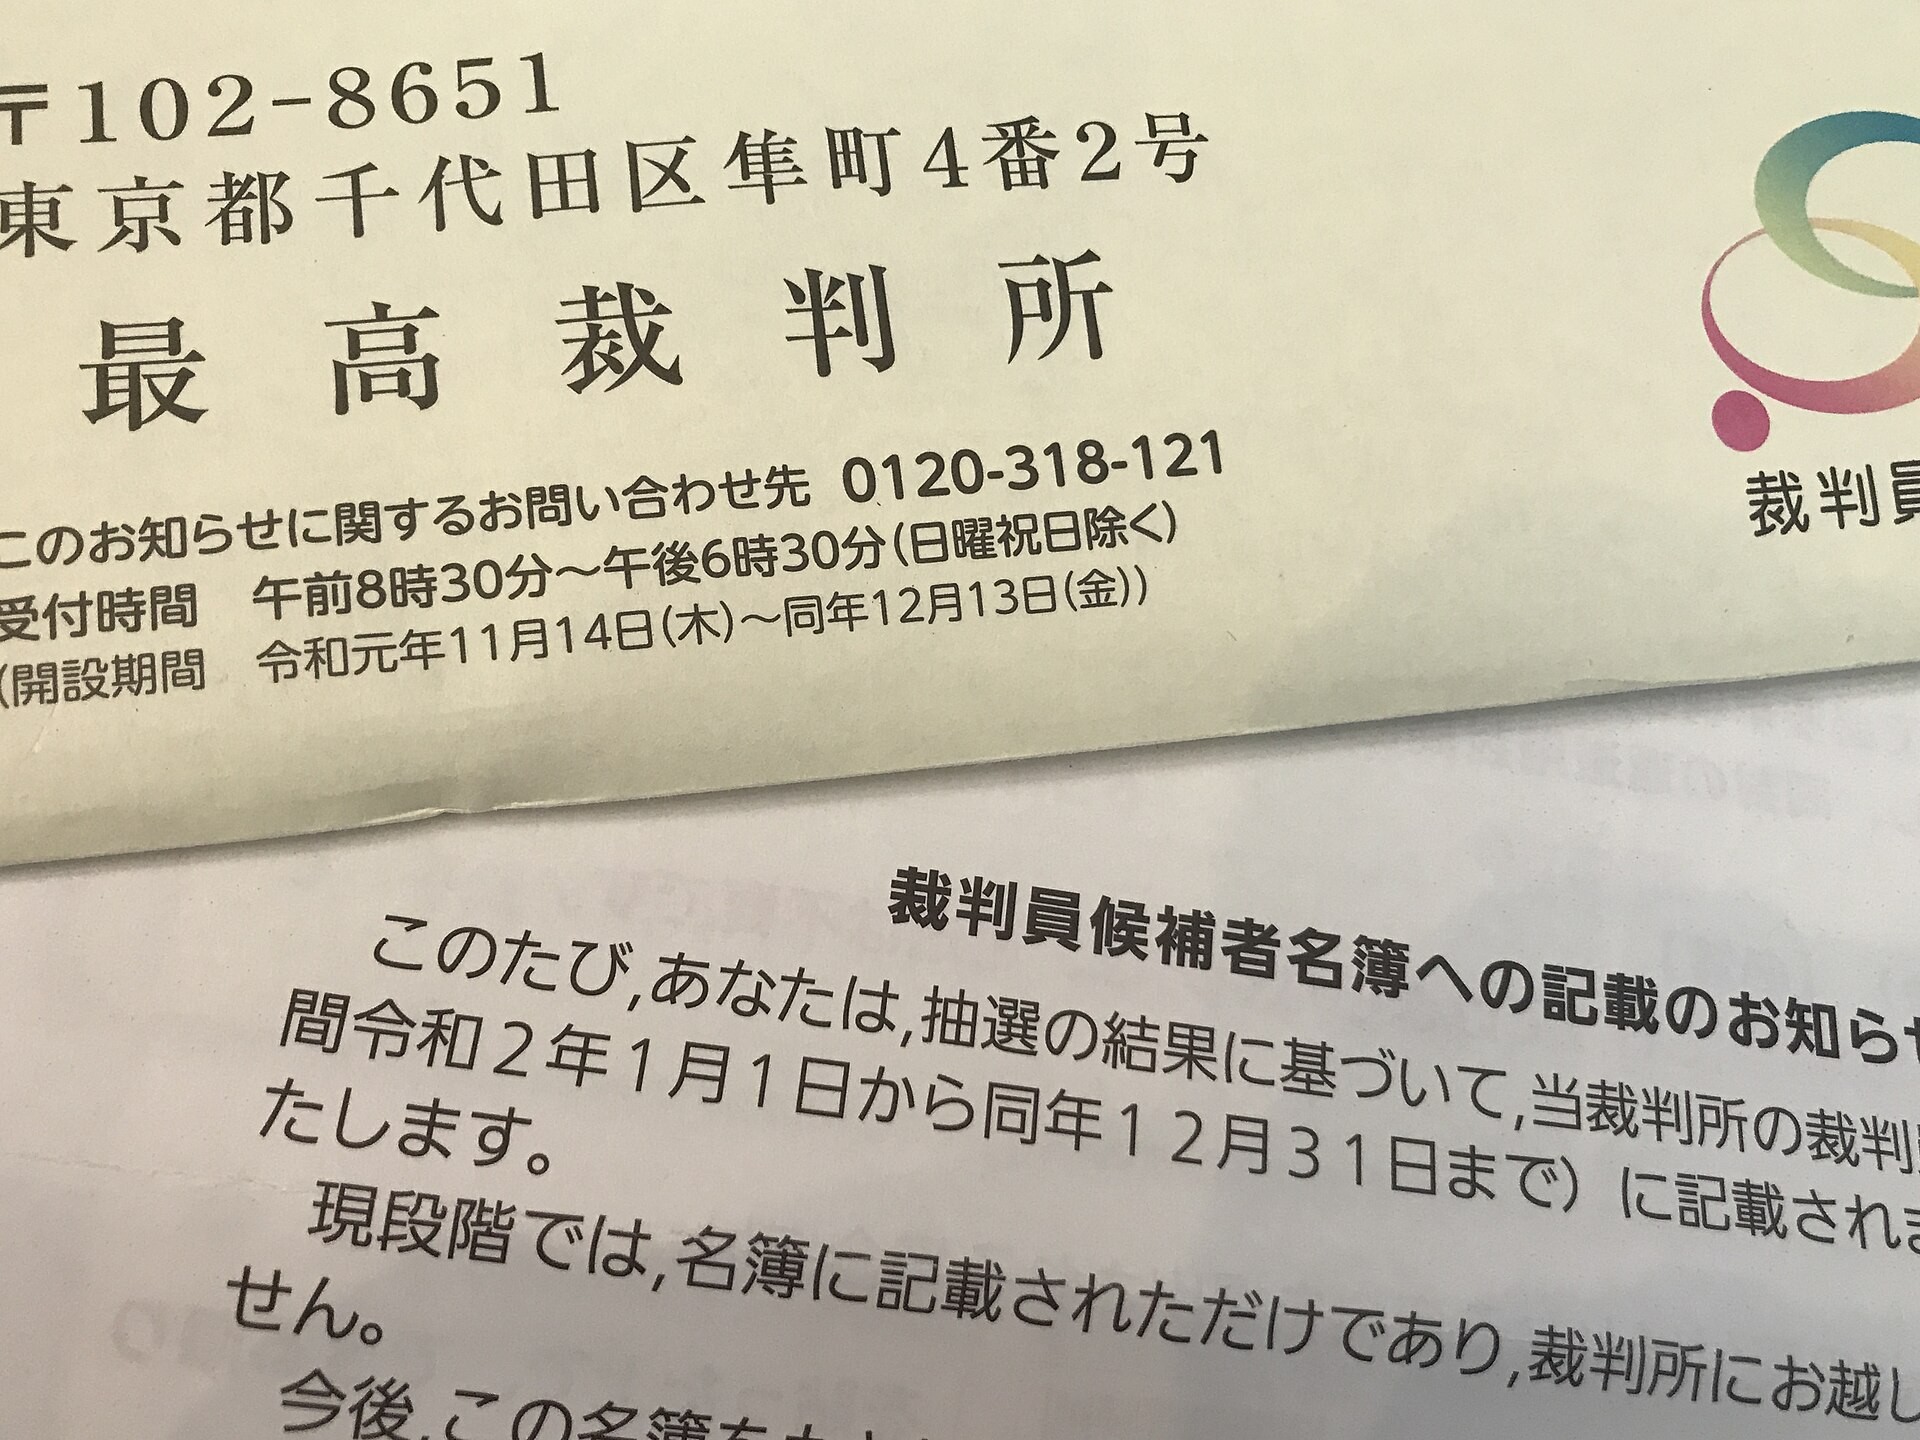 〒102-8651
東京都千代田区隼町4番2号
最高裁判所
このお知らせに関するお問い合わせ先 0120-318-121
受付時間　午前8時30分～午後6時30分(日曜祝日除く)
(開設期間　令和元年11月14日(木)～同年12月13日(金))
裁判員
裁判員候補者名簿への記載のお知らせ
このたび,あなたは,抽選の結果に基づいて,当裁判所の裁判員
間令和２年１月１日から同年１２月３１日まで）に記載されま
たします。
現段階では,名簿に記載されただけであり,裁判所にお越し
せん。
今後,この名簿をもと